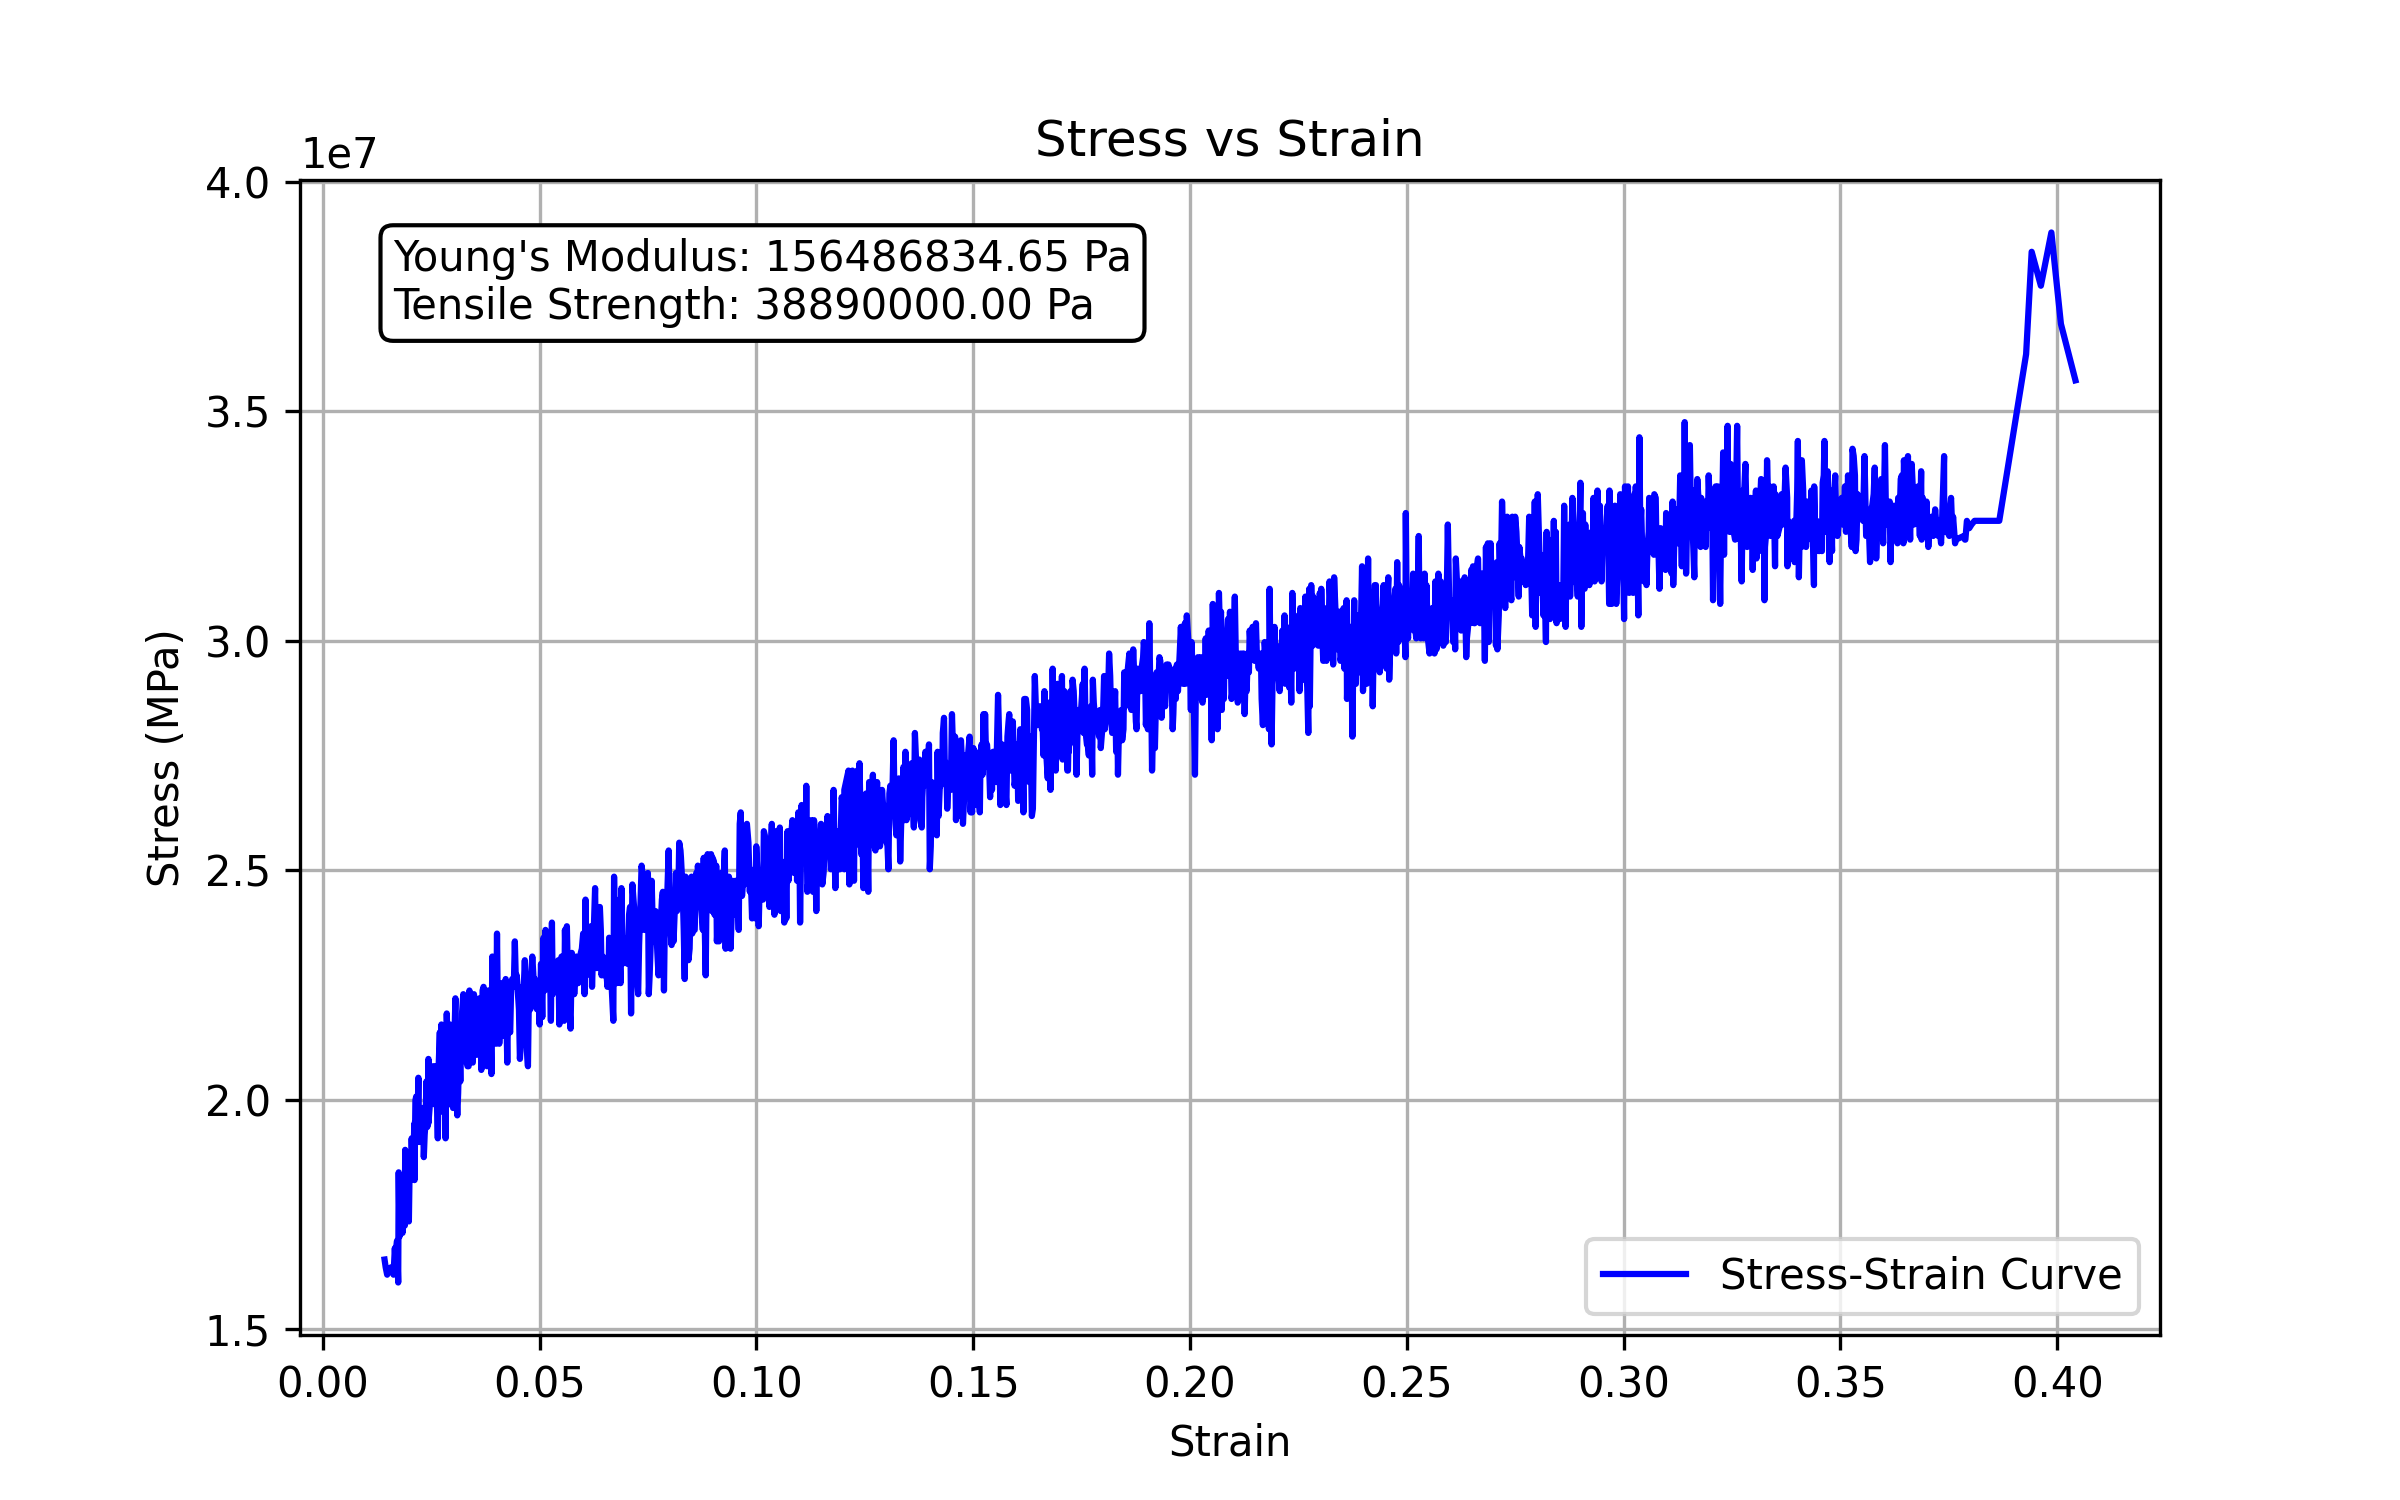 Stress vs Strain
1e7
4.0
3.5
3.0
2.5
2.0
1.5
Stress (MPa)
Young's Modulus: 156486834.65 Pa
Tensile Strength: 38890000.00 Pa
Stress-Strain Curve
0.00 0.05 0.10 0.15 0.20 0.25 0.30 0.35 0.40
Strain